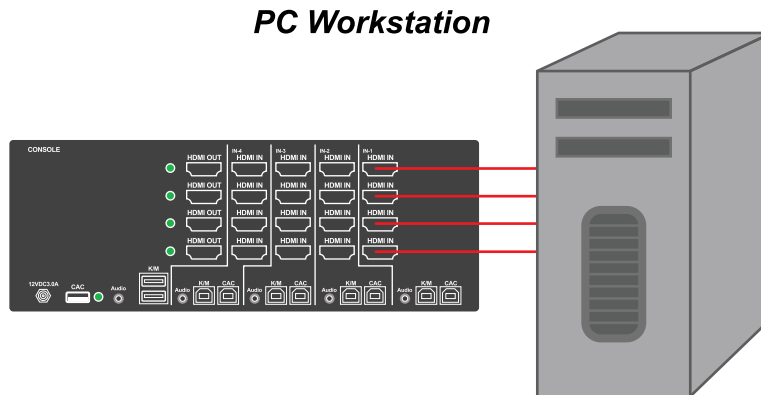 PC Workstation
CONSOLE
IN-4 IN-3 IN-2 IN-1
HDMI OUT HDMI IN HDMI IN HDMI IN HDMI IN
HDMI OUT HDMI IN HDMI IN HDMI IN HDMI IN
HDMI OUT HDMI IN HDMI IN HDMI IN HDMI IN
HDMI OUT HDMI IN HDMI IN HDMI IN HDMI IN
K/M
12VDC3.0A CAC Audio Audio K/M CAC Audio K/M CAC Audio K/M CAC Audio K/M CAC